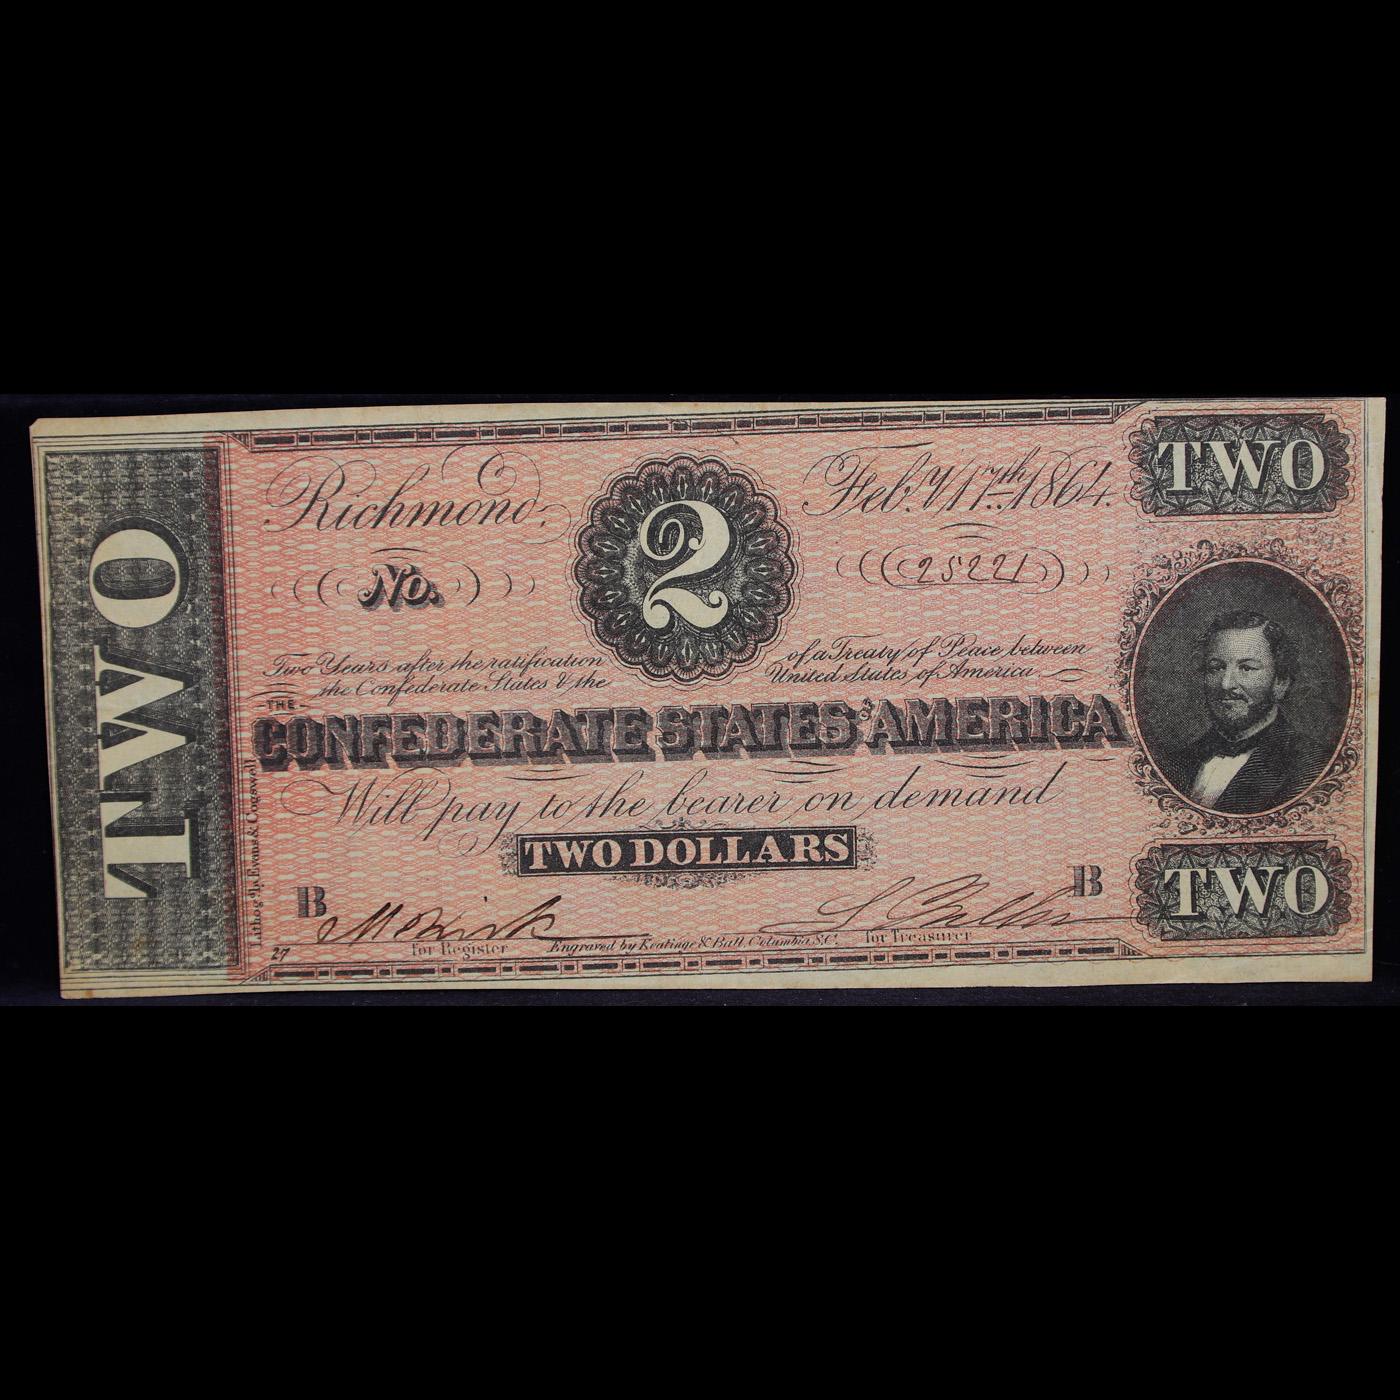 TWO
Richmond,
2
Feb.y 17th 1864.
TWO
No.
25221
Two Years after the ratification of a Treaty of Peace between
the Confederate States & the United States of America
THE
CONFEDERATE STATES OF AMERICA
Will pay to the bearer on demand
TWO DOLLARS
B
B
TWO
27
for Register
Engraved by Keatinge & Ball, Columbia, S.C.
for Treasurer
Lithog'd by Evans & Cogswell